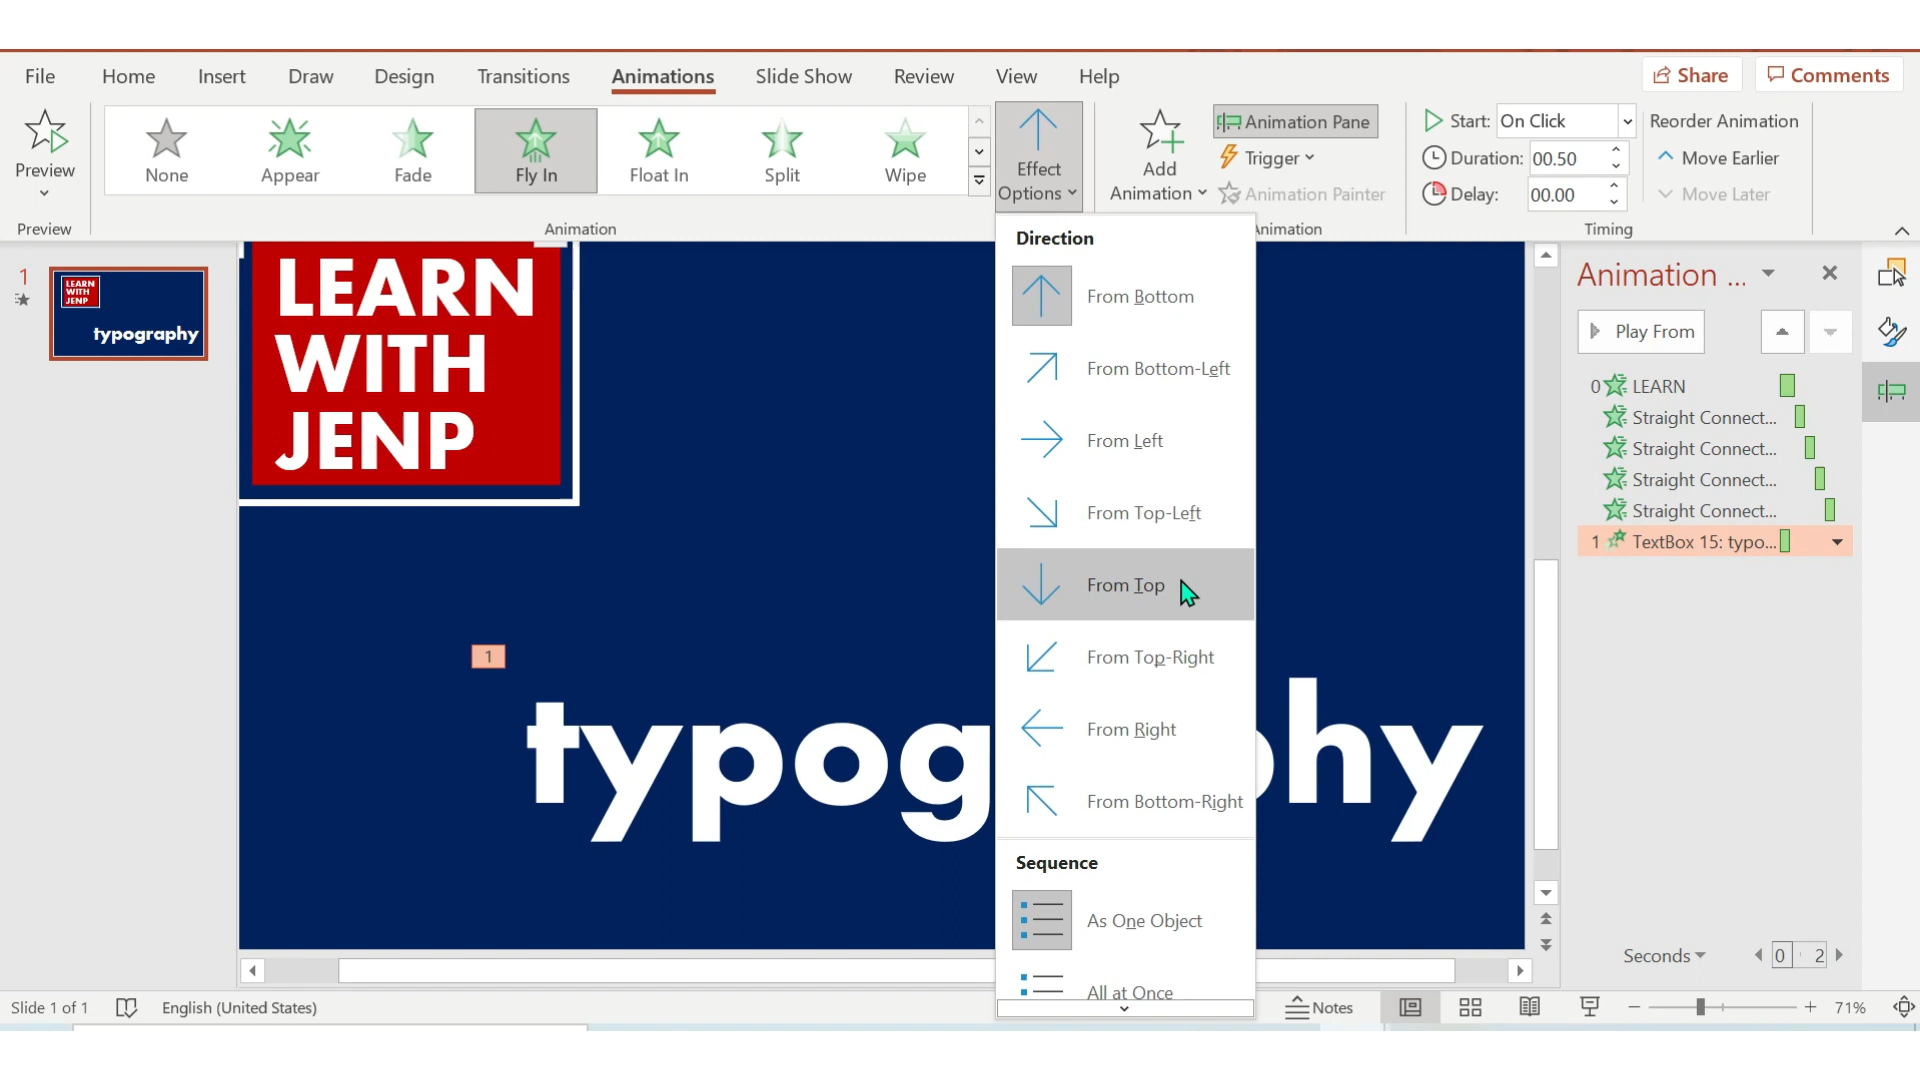 File
Home
Insert
Draw
Design
Transitions
Animations
Slide Show
Review
View
Help
Share
Comments
Preview
Preview
None
Appear
Fade
Fly In
Float In
Split
Wipe
Animation
Effect
Options
Add
Animation
Animation Pane
Trigger
Animation Painter
Animation
Start: On Click
Duration: 00.50
Delay: 00.00
Reorder Animation
Move Earlier
Move Later
Timing
1
LEARN
WITH
JENP
typography
LEARN
WITH
JENP
1
Direction
From Bottom
From Bottom-Left
From Left
From Top-Left
From Top
From Top-Right
From Right
From Bottom-Right
Sequence
As One Object
All at Once
typog hy
Animation ...
Play From
0 LEARN
Straight Connect...
Straight Connect...
Straight Connect...
Straight Connect...
1 TextBox 15: typo...
Seconds
0 2
Slide 1 of 1
English (United States)
Notes
71%